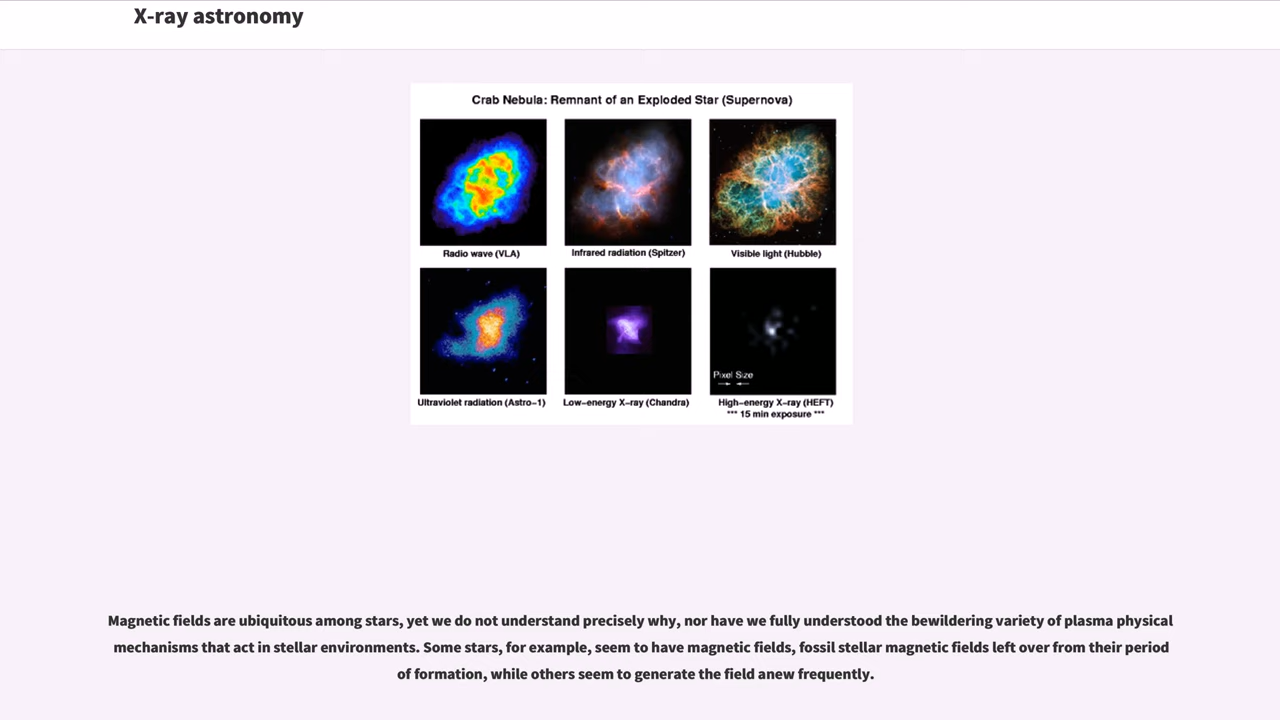 X-ray astronomy
Crab Nebula: Remnant of an Exploded Star (Supernova)
Radio wave (VLA)
Infrared radiation (Spitzer)
Visible light (Hubble)
Pixel Size
Ultraviolet radiation (Astro-1)
Low-energy X-ray (Chandra)
High-energy X-ray (HEFT)
*** 15 min exposure ***
Magnetic fields are ubiquitous among stars, yet we do not understand precisely why, nor have we fully understood the bewildering variety of plasma physical
mechanisms that act in stellar environments. Some stars, for example, seem to have magnetic fields, fossil stellar magnetic fields left over from their period
of formation, while others seem to generate the field anew frequently.